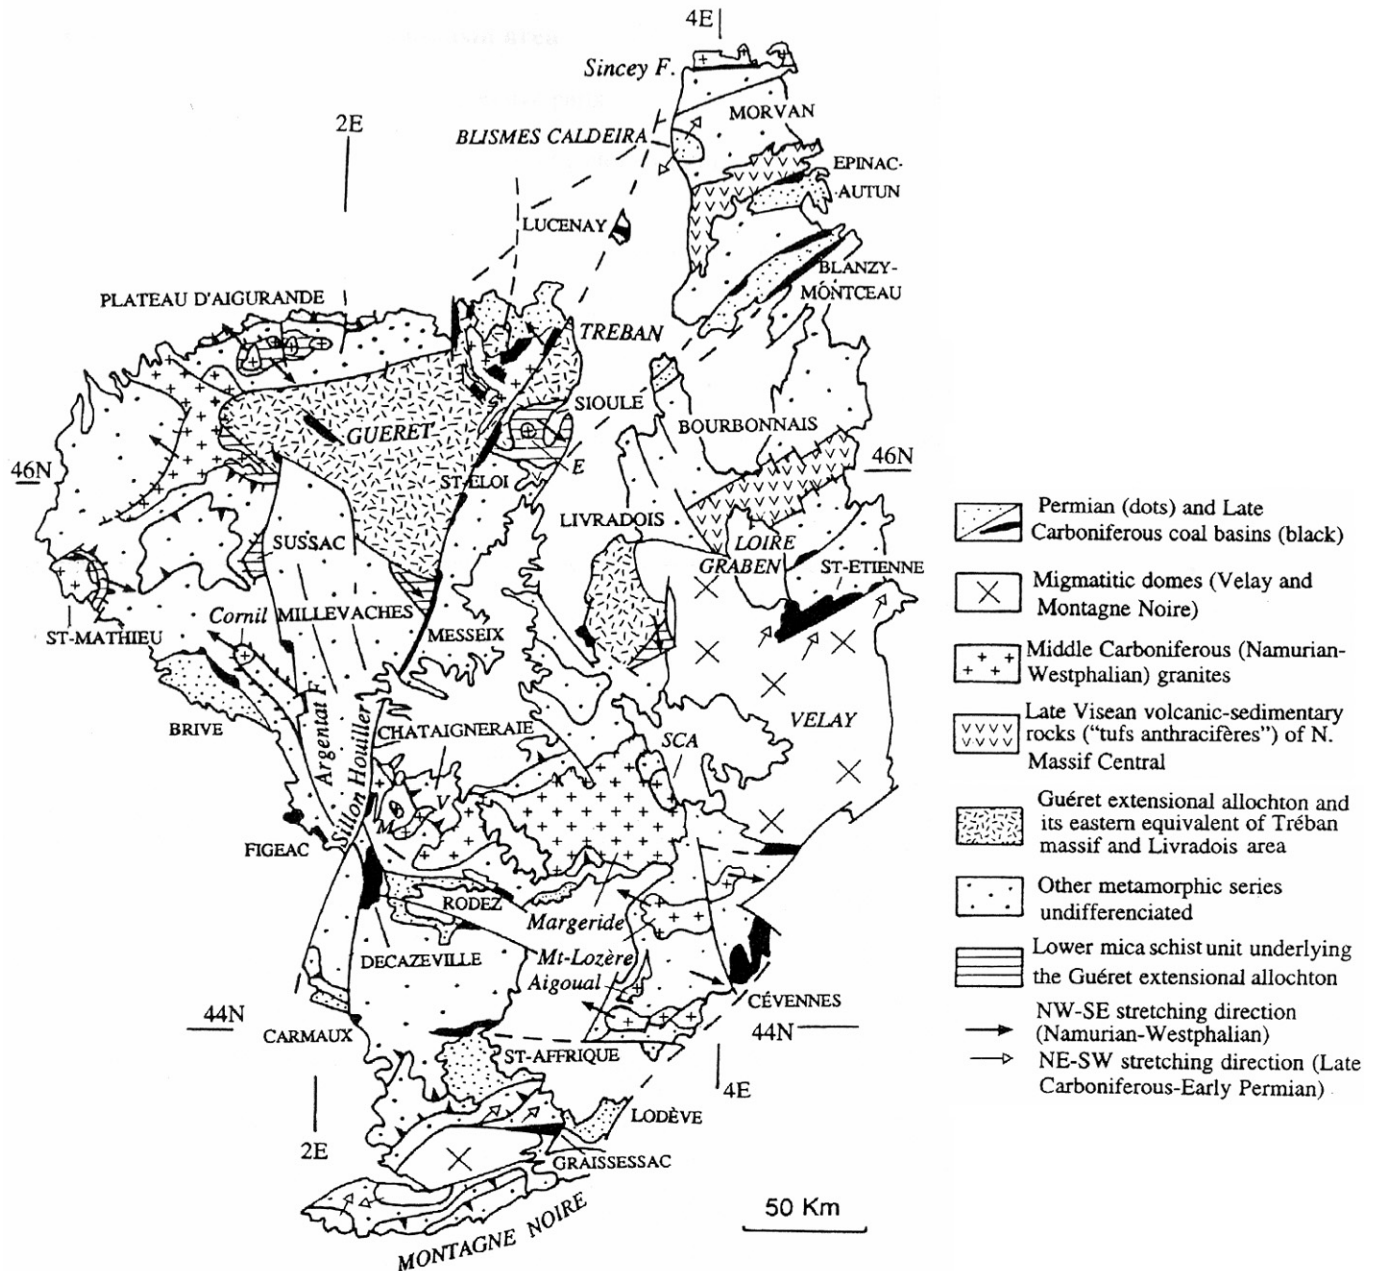 4E
Sincey F.
MORVAN
2E
BLISMES CALDEIRA
EPINAC-
AUTUN
LUCENAY
BLANZY-
MONTCEAU
PLATEAU D'AIGURANDE
TREBAN
SIOULE
BOURBONNAIS
GUERET
46N
46N
E
ST-ELOI
LIVRADOIS
SUSSAC
LOIRE
GRABEN
ST-ETIENNE
Cornil
MILLEVACHES
ST-MATHIEU
MESSEIX
BRIVE
Argentat F.
Sillon Houiller
CHATAIGNERAIE
SCA
VELAY
M
V
FIGEAC
RODEZ
Margeride
DECAZEVILLE
Mt-Lozère
Aigoual
CÉVENNES
44N
44N
CARMAUX
ST-AFFRIQUE
4E
LODÈVE
2E
GRAISSESSAC
MONTAGNE NOIRE
50 Km
Permian (dots) and Late
Carboniferous coal basins (black)
Migmatitic domes (Velay and
Montagne Noire)
Middle Carboniferous (Namurian-
Westphalian) granites
Late Visean volcanic-sedimentary
rocks ("tufs anthracifères") of N.
Massif Central
Guéret extensional allochton and
its eastern equivalent of Tréban
massif and Livradois area
Other metamorphic series
undifferenciated
Lower mica schist unit underlying
the Guéret extensional allochton
NW-SE stretching direction
(Namurian-Westphalian)
NE-SW stretching direction (Late
Carboniferous-Early Permian)